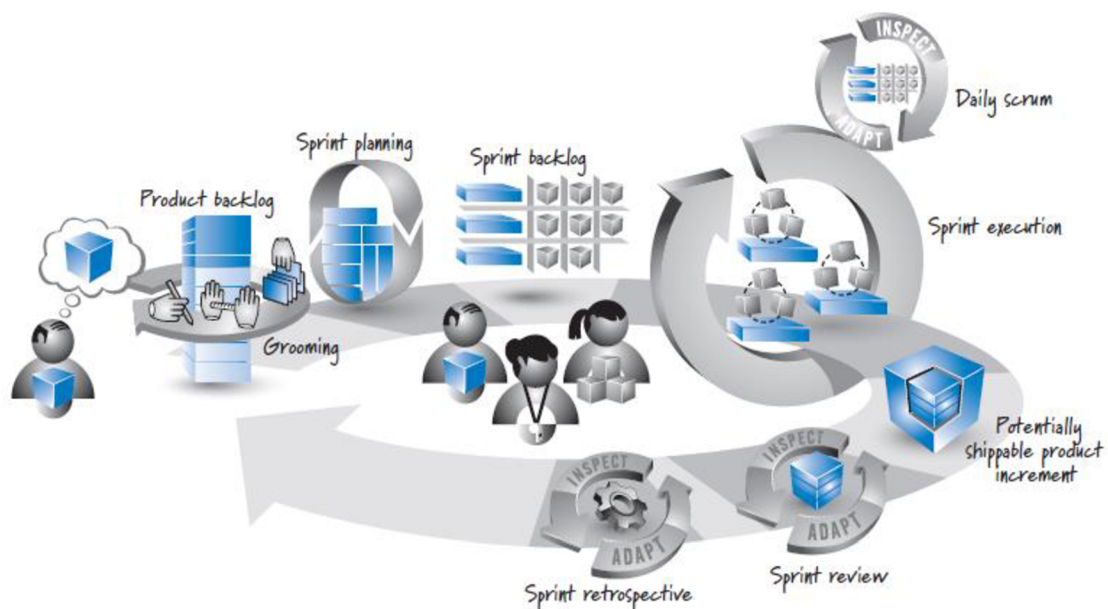 INSPECT
ADAPT
Daily scrum
Sprint planning
Sprint backlog
Product backlog
Sprint execution
Grooming
Potentially
shippable product
increment
INSPECT
ADAPT
Sprint retrospective
INSPECT
ADAPT
Sprint review